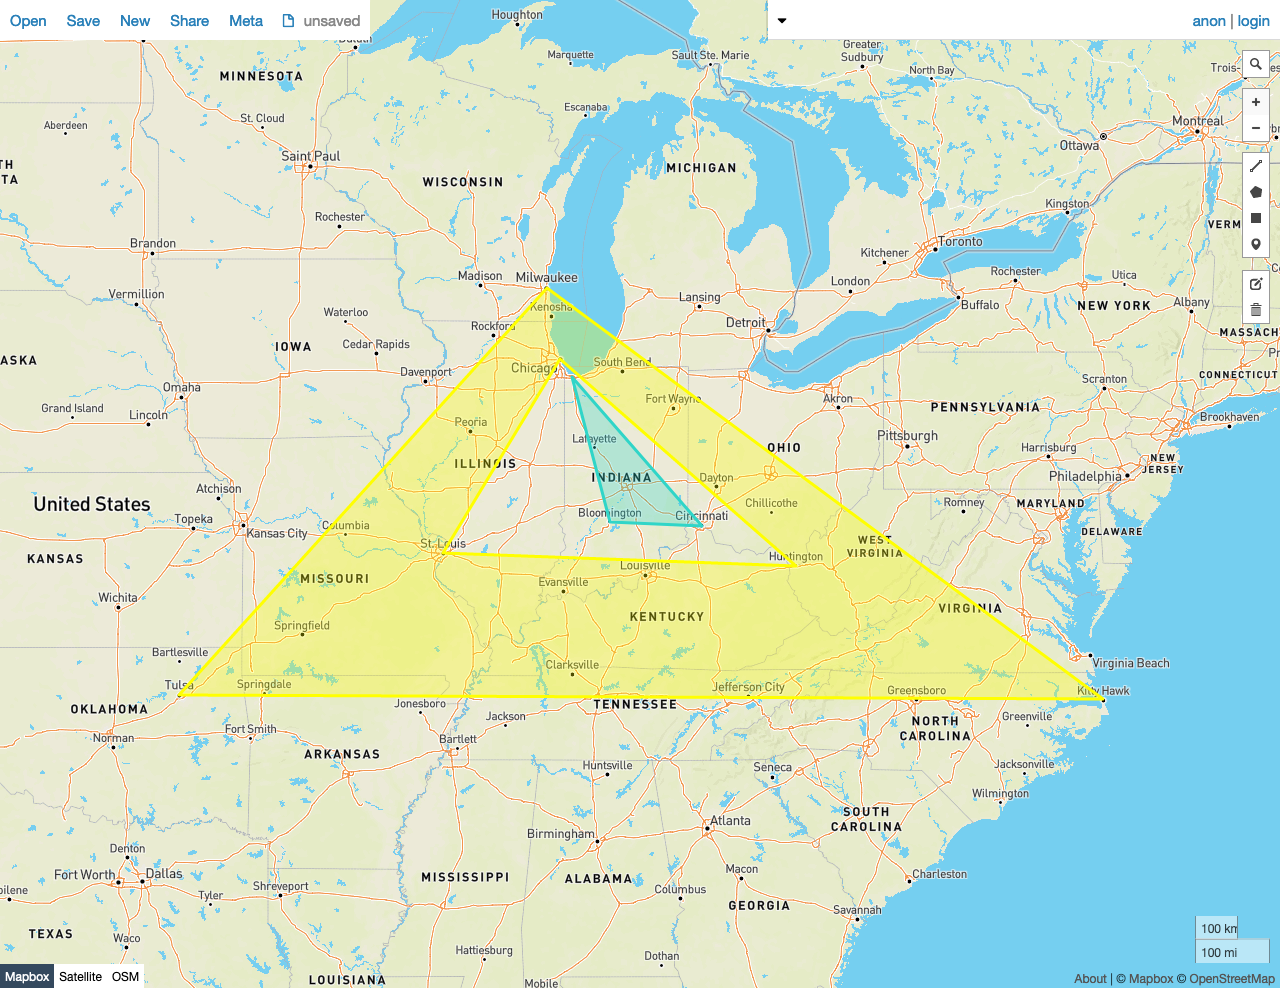 Open Save New Share Meta unsaved
anon | login
Houghton
Duluth
Marquette
Sault Ste. Marie
Greater
Sudbury
North Bay
MINNESOTA
Escanaba
St. Cloud
Aberdeen
Montreal
Ottawa
Saint Paul
MICHIGAN
WISCONSIN
Rochester
Kingston
VERM
Brandon
Toronto
Kitchener
Madison
Milwaukee
London
Rochester
Utica
Vermillion
Lansing
Buffalo
NEW YORK
Albany
Kenosha
Waterloo
Rockford
Detroit
MASSACH
IOWA
Cedar Rapids
ASKA
Chicago
South Bend
Davenport
CONNECTICUT
Scranton
Omaha
Fort Wayne
Akron
Grand Island
Lincoln
PENNSYLVANIA
Brookhaven
Peoria
Pittsburgh
Lafayette
OHIO
Harrisburg
ILLINOIS
NEW
JERSEY
INDIANA
Dayton
Philadelphia
Atchison
United States
Chillicothe
Romney
MARYLAND
Bloomington
Cincinnati
Topeka
Columbia
Kansas City
DELAWARE
St. Louis
WEST
VIRGINIA
KANSAS
Huntington
Louisville
MISSOURI
Evansville
Wichita
KENTUCKY
VIRGINIA
Springfield
Bartlesville
Clarksville
Virginia Beach
Tulsa
Springdale
Jefferson City
Greensboro
Kitty Hawk
OKLAHOMA
Jonesboro
TENNESSEE
Jackson
NORTH
CAROLINA
Greenville
Fort Smith
Norman
Bartlett
ARKANSAS
Huntsville
Seneca
Jacksonville
Wilmington
SOUTH
CAROLINA
Atlanta
Birmingham
Denton
Fort Worth
Dallas
MISSISSIPPI
ALABAMA
Macon
Charleston
Shreveport
Columbus
bilene
Tyler
GEORGIA
Savannah
TEXAS
Waco
Hattiesburg
Dothan
100 km
100 mi
LOUISIANA
Mobile
Mapbox Satellite OSM
About | © Mapbox © OpenStreetMap